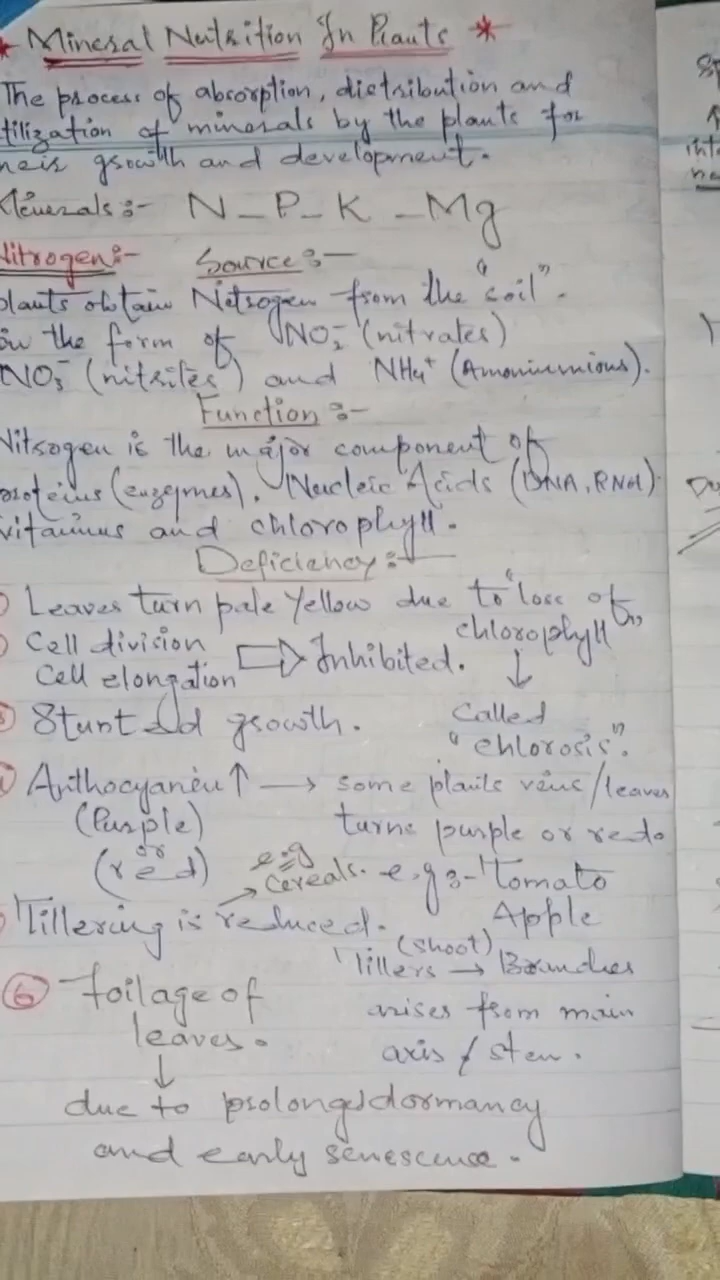 * Mineral Nutrition In Plants *
The process of absorption, distribution and
tilization of minerals by the plants for
heir growth and development.
Minerals:- N - P - K - Mg
Nitrogen:- Source:-
plants obtain Nitrogen from the "soil".
in the form of NO₂⁻ (nitrates)
NO₃⁻ (nitrites) and NH₄⁺ (Amoniumions).
Function:-
Nitrogen is the major component of
proteins (enzymes). Nucleic Acids (DNA, RNA)
vitamins and chlorophyll.
Deficiency:-
Leaves turn pale Yellow due to "loss of
chlorophyll"
↓
Called
"chlorosis".
Cell division
Cell elongation ⇒ Inhibited.
Stunted growth.
Anthocyanin ↑ → some plants veins/leaves
(Purple)
or
(red)
turns purple or red.
e.g:- Tomato
Apple
Tillering is reduced. → e.g Cereals.
Tillers (shoot) → Branches
arises from main
axis / stem.
⑥ Foilage of
leaves.
↓
due to prolonged dormancy
and early senescence.